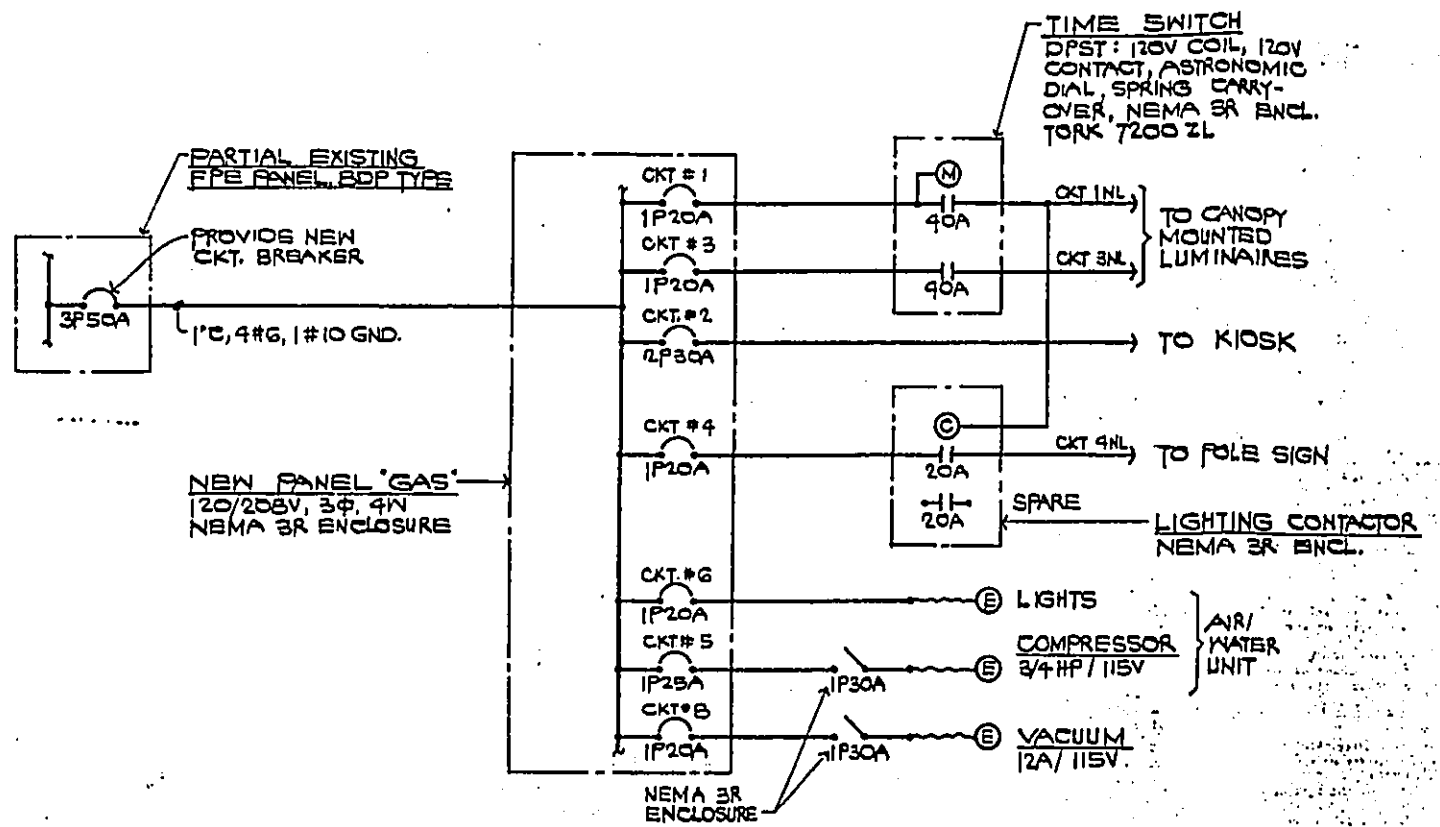 TIME SWITCH
DPST: 120V COIL, 120V
CONTACT, ASTRONOMIC
DIAL, SPRING CARRY-
OVER, NEMA 3R ENCL.
TORK 7200 ZL
PARTIAL EXISTING
FPE PANEL, BDP TYPE
PROVIDE NEW
CKT. BREAKER
3P50A
1"C, 4#6, 1#10 GND.
NEW PANEL "GAS"
120/208V, 3Φ, 4W
NEMA 3R ENCLOSURE
CKT #1
1P20A
CKT #3
1P20A
CKT. #2
2P30A
CKT #4
1P20A
CKT. #6
1P20A
CKT# 5
1P25A
CKT#8
1P20A
M
40A
40A
CKT 1NL
CKT 3NL
TO CANOPY
MOUNTED
LUMINAIRES
TO KIOSK
C
20A
CKT 4NL
TO POLE SIGN
20A
SPARE
LIGHTING CONTACTOR
NEMA 3R ENCL.
E LIGHTS
1P30A
E COMPRESSOR
3/4 HP / 115V
AIR/
WATER
UNIT
1P30A
E VACUUM
12A/ 115V.
NEMA 3R
ENCLOSURE